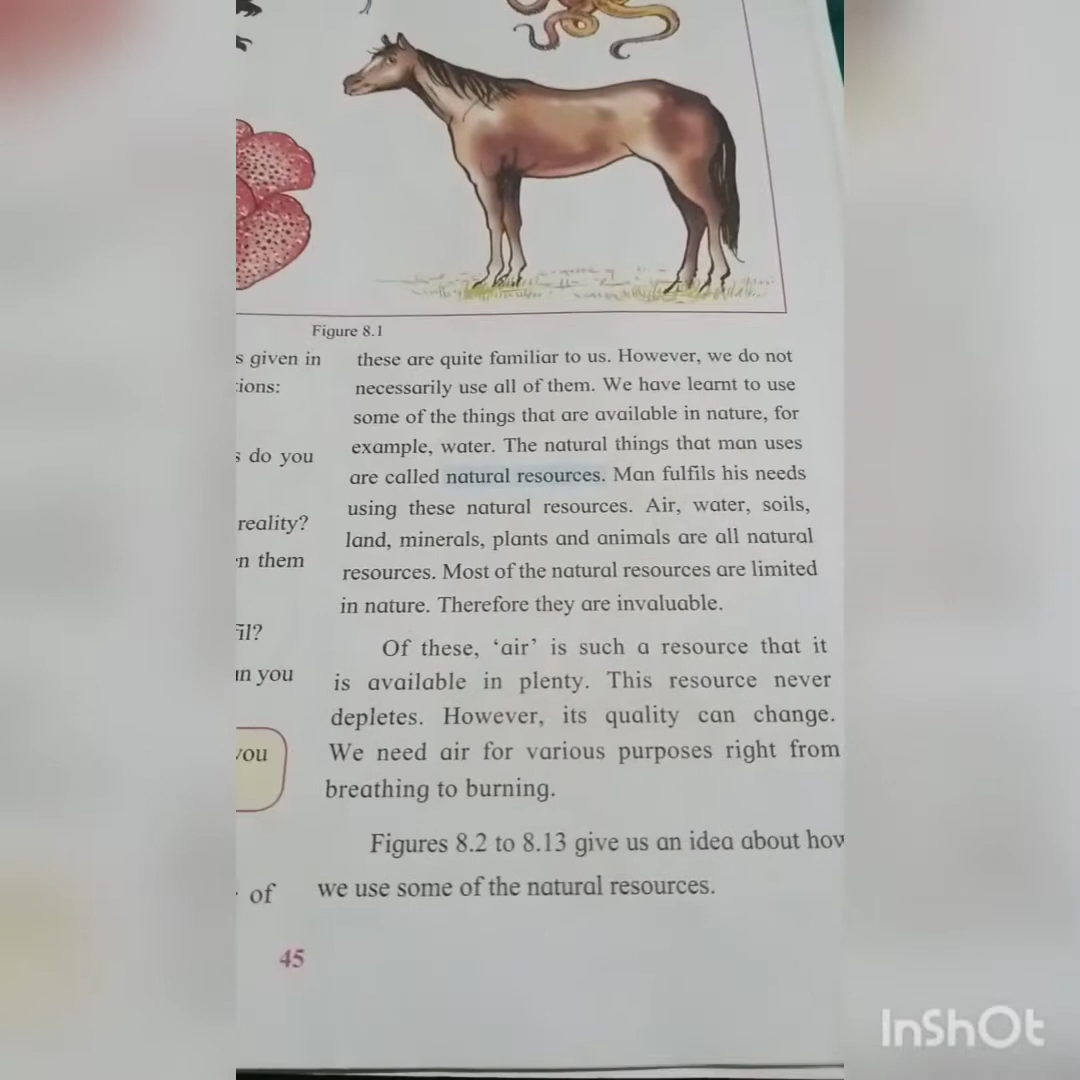 Figure 8.1
s given in
ions:
s do you
reality?
n them
fil?
you
you
of
these are quite familiar to us. However, we do not
necessarily use all of them. We have learnt to use
some of the things that are available in nature, for
example, water. The natural things that man uses
are called natural resources. Man fulfils his needs
using these natural resources. Air, water, soils,
land, minerals, plants and animals are all natural
resources. Most of the natural resources are limited
in nature. Therefore they are invaluable.
Of these, ‘air’ is such a resource that it
is available in plenty. This resource never
depletes. However, its quality can change.
We need air for various purposes right from
breathing to burning.
Figures 8.2 to 8.13 give us an idea about how
we use some of the natural resources.
45
InShOt